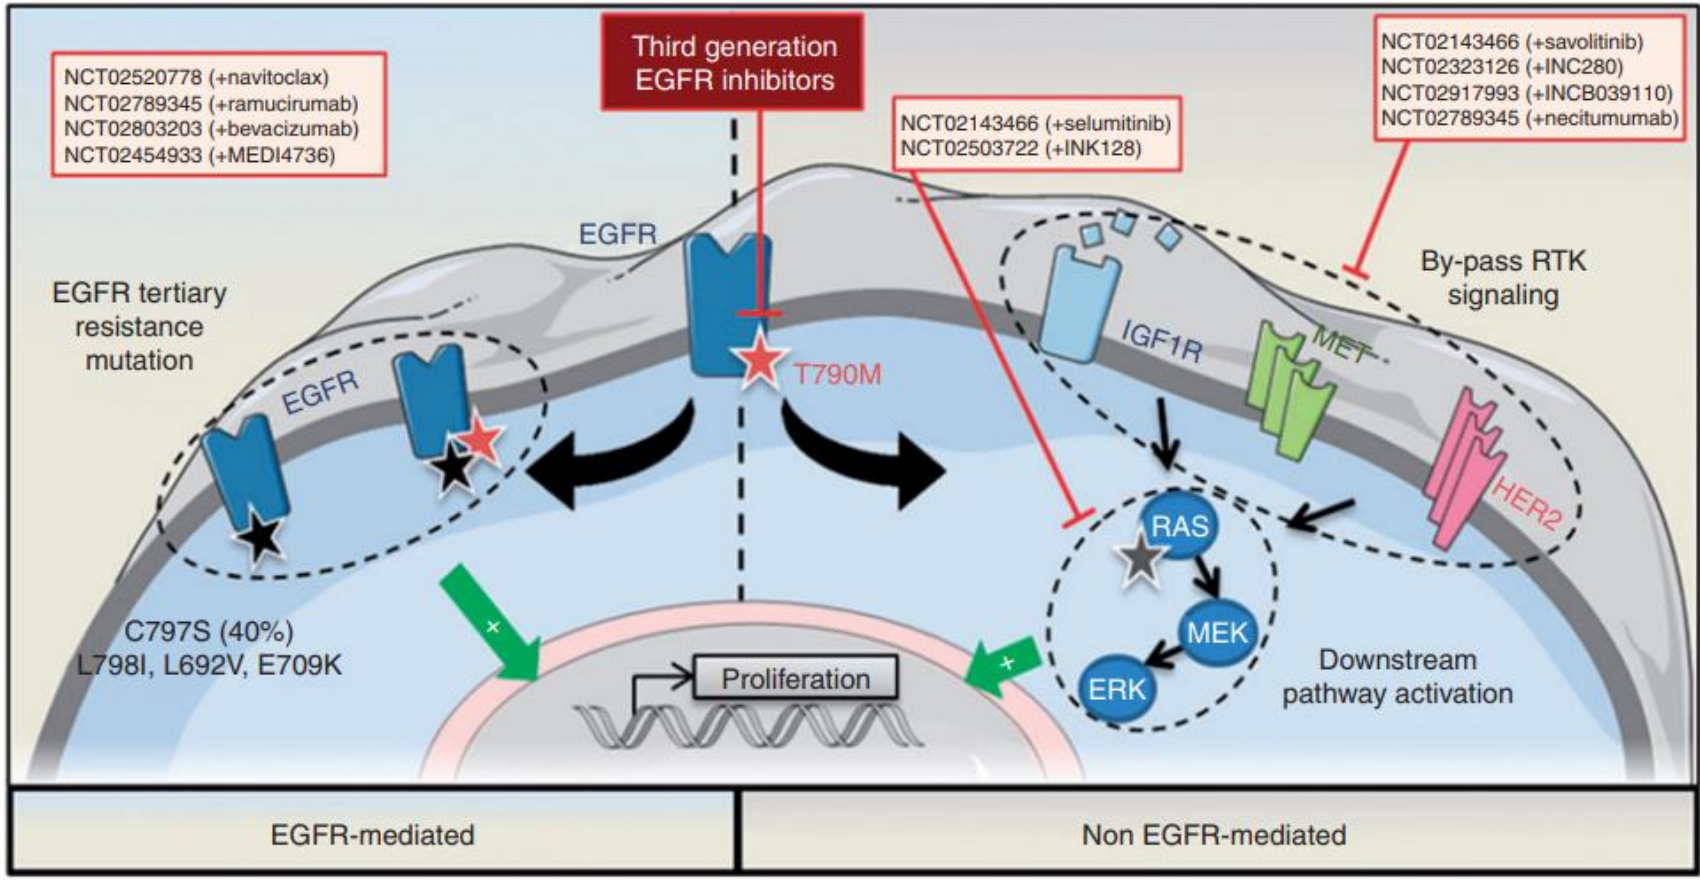 Third generation
EGFR inhibitors
NCT02520778 (+navitoclax)
NCT02789345 (+ramucirumab)
NCT02803203 (+bevacizumab)
NCT02454933 (+MEDI4736)
NCT02143466 (+selumitinib)
NCT02503722 (+INK128)
NCT02143466 (+savolitinib)
NCT02323126 (+INC280)
NCT02917993 (+INCB039110)
NCT02789345 (+necitumumab)
EGFR
EGFR tertiary
resistance
mutation
EGFR
T790M
IGF1R
MET
HER2
By-pass RTK
signaling
C797S (40%)
L798I, L692V, E709K
+
Proliferation
+
RAS
MEK
ERK
Downstream
pathway activation
EGFR-mediated
Non EGFR-mediated